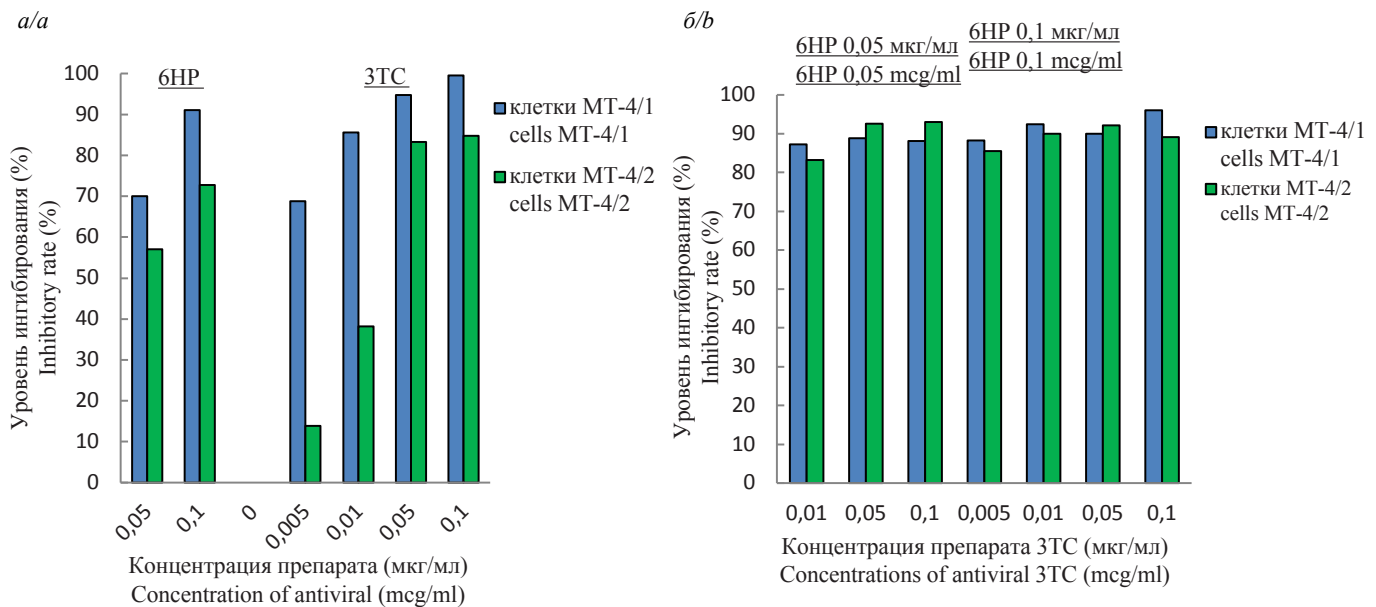 а/a
6HP
3TC
100
90
80
70
60
50
40
30
20
10
0
Уровень ингибирования (%)
Inhibitory rate (%)
0,05
0,1
0
0,005
0,01
0,05
0,1
Концентрация препарата (мкг/мл)
Concentration of antiviral (mcg/ml)
клетки МТ-4/1
cells MT-4/1
клетки МТ-4/2
cells MT-4/2
б/b
6HP 0,05 мкг/мл
6HP 0,05 mcg/ml
6HP 0,1 мкг/мл
6HP 0,1 mcg/ml
100
90
80
70
60
50
40
30
20
10
0
Уровень ингибирования (%)
Inhibitory rate (%)
0,01
0,05
0,1
0,005
0,01
0,05
0,1
Концентрация препарата 3TC (мкг/мл)
Concentrations of antiviral 3TC (mcg/ml)
клетки МТ-4/1
cells MT-4/1
клетки МТ-4/2
cells MT-4/2